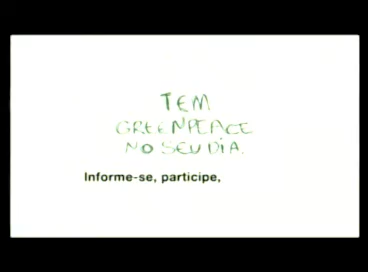 TEM
GREENPEACE
NO SEU DIA.
Informe-se, participe,